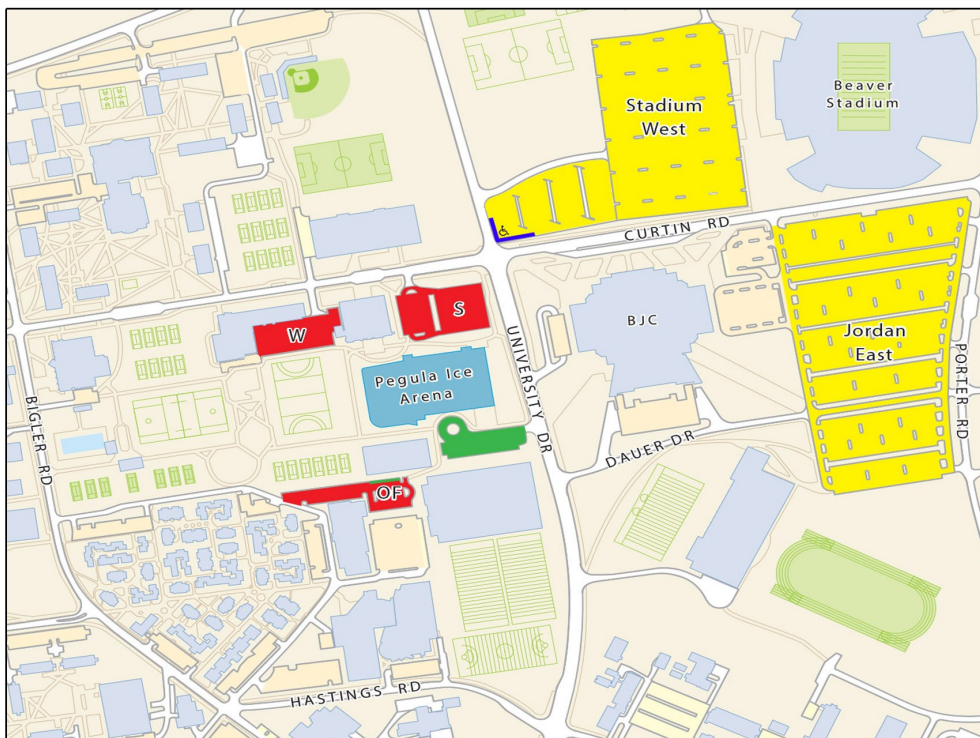 Beaver
Stadium
Stadium
West
CURTIN RD
S
W
BJC
UNIVERSITY DR
Jordan
East
Pegula Ice
Arena
PORTER RD
BIGLER RD
DAUER DR
OF
HASTINGS RD